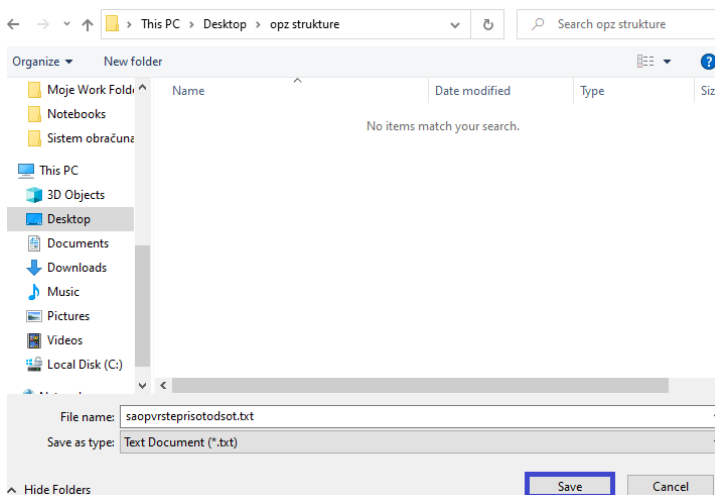 This PC > Desktop > opz strukture
Search opz strukture
Organize
New folder
Name
Date modified
Type
Siz
No items match your search.
Moje Work Folde
Notebooks
Sistem obračuna
This PC
3D Objects
Desktop
Documents
Downloads
Music
Pictures
Videos
Local Disk (C:)
File name: saopvrsteprisotodsot.txt
Save as type: Text Document (*.txt)
Hide Folders
Save
Cancel